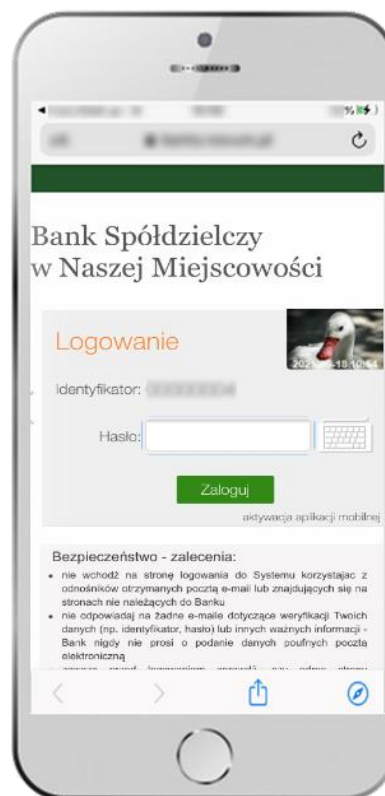 Bank Spółdzielczy
w Naszej Miejscowości
Logowanie
Identyfikator:
Hasło:
Zaloguj
aktywacja aplikacji mobilnej
Bezpieczeństwo - zalecenia:
• nie wchodź na stronę logowania do Systemu korzystając z
odnośników otrzymanych pocztą e-mail lub znajdujących się na
stronach nie należących do Banku
• nie odpowiadaj na żadne e-maile dotyczące weryfikacji Twoich
danych (np. identyfikator, hasło) lub innych ważnych informacji -
Bank nigdy nie prosi o podanie danych poufnych pocztą
elektroniczną